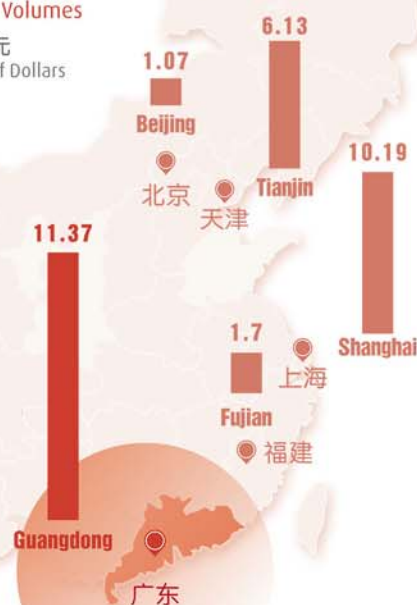 Volumes
元
f Dollars
6.13
1.07
Beijing
10.19
北京
Tianjin
天津
11.37
1.7
Shanghai
上海
Fujian
福建
Guangdong
广东